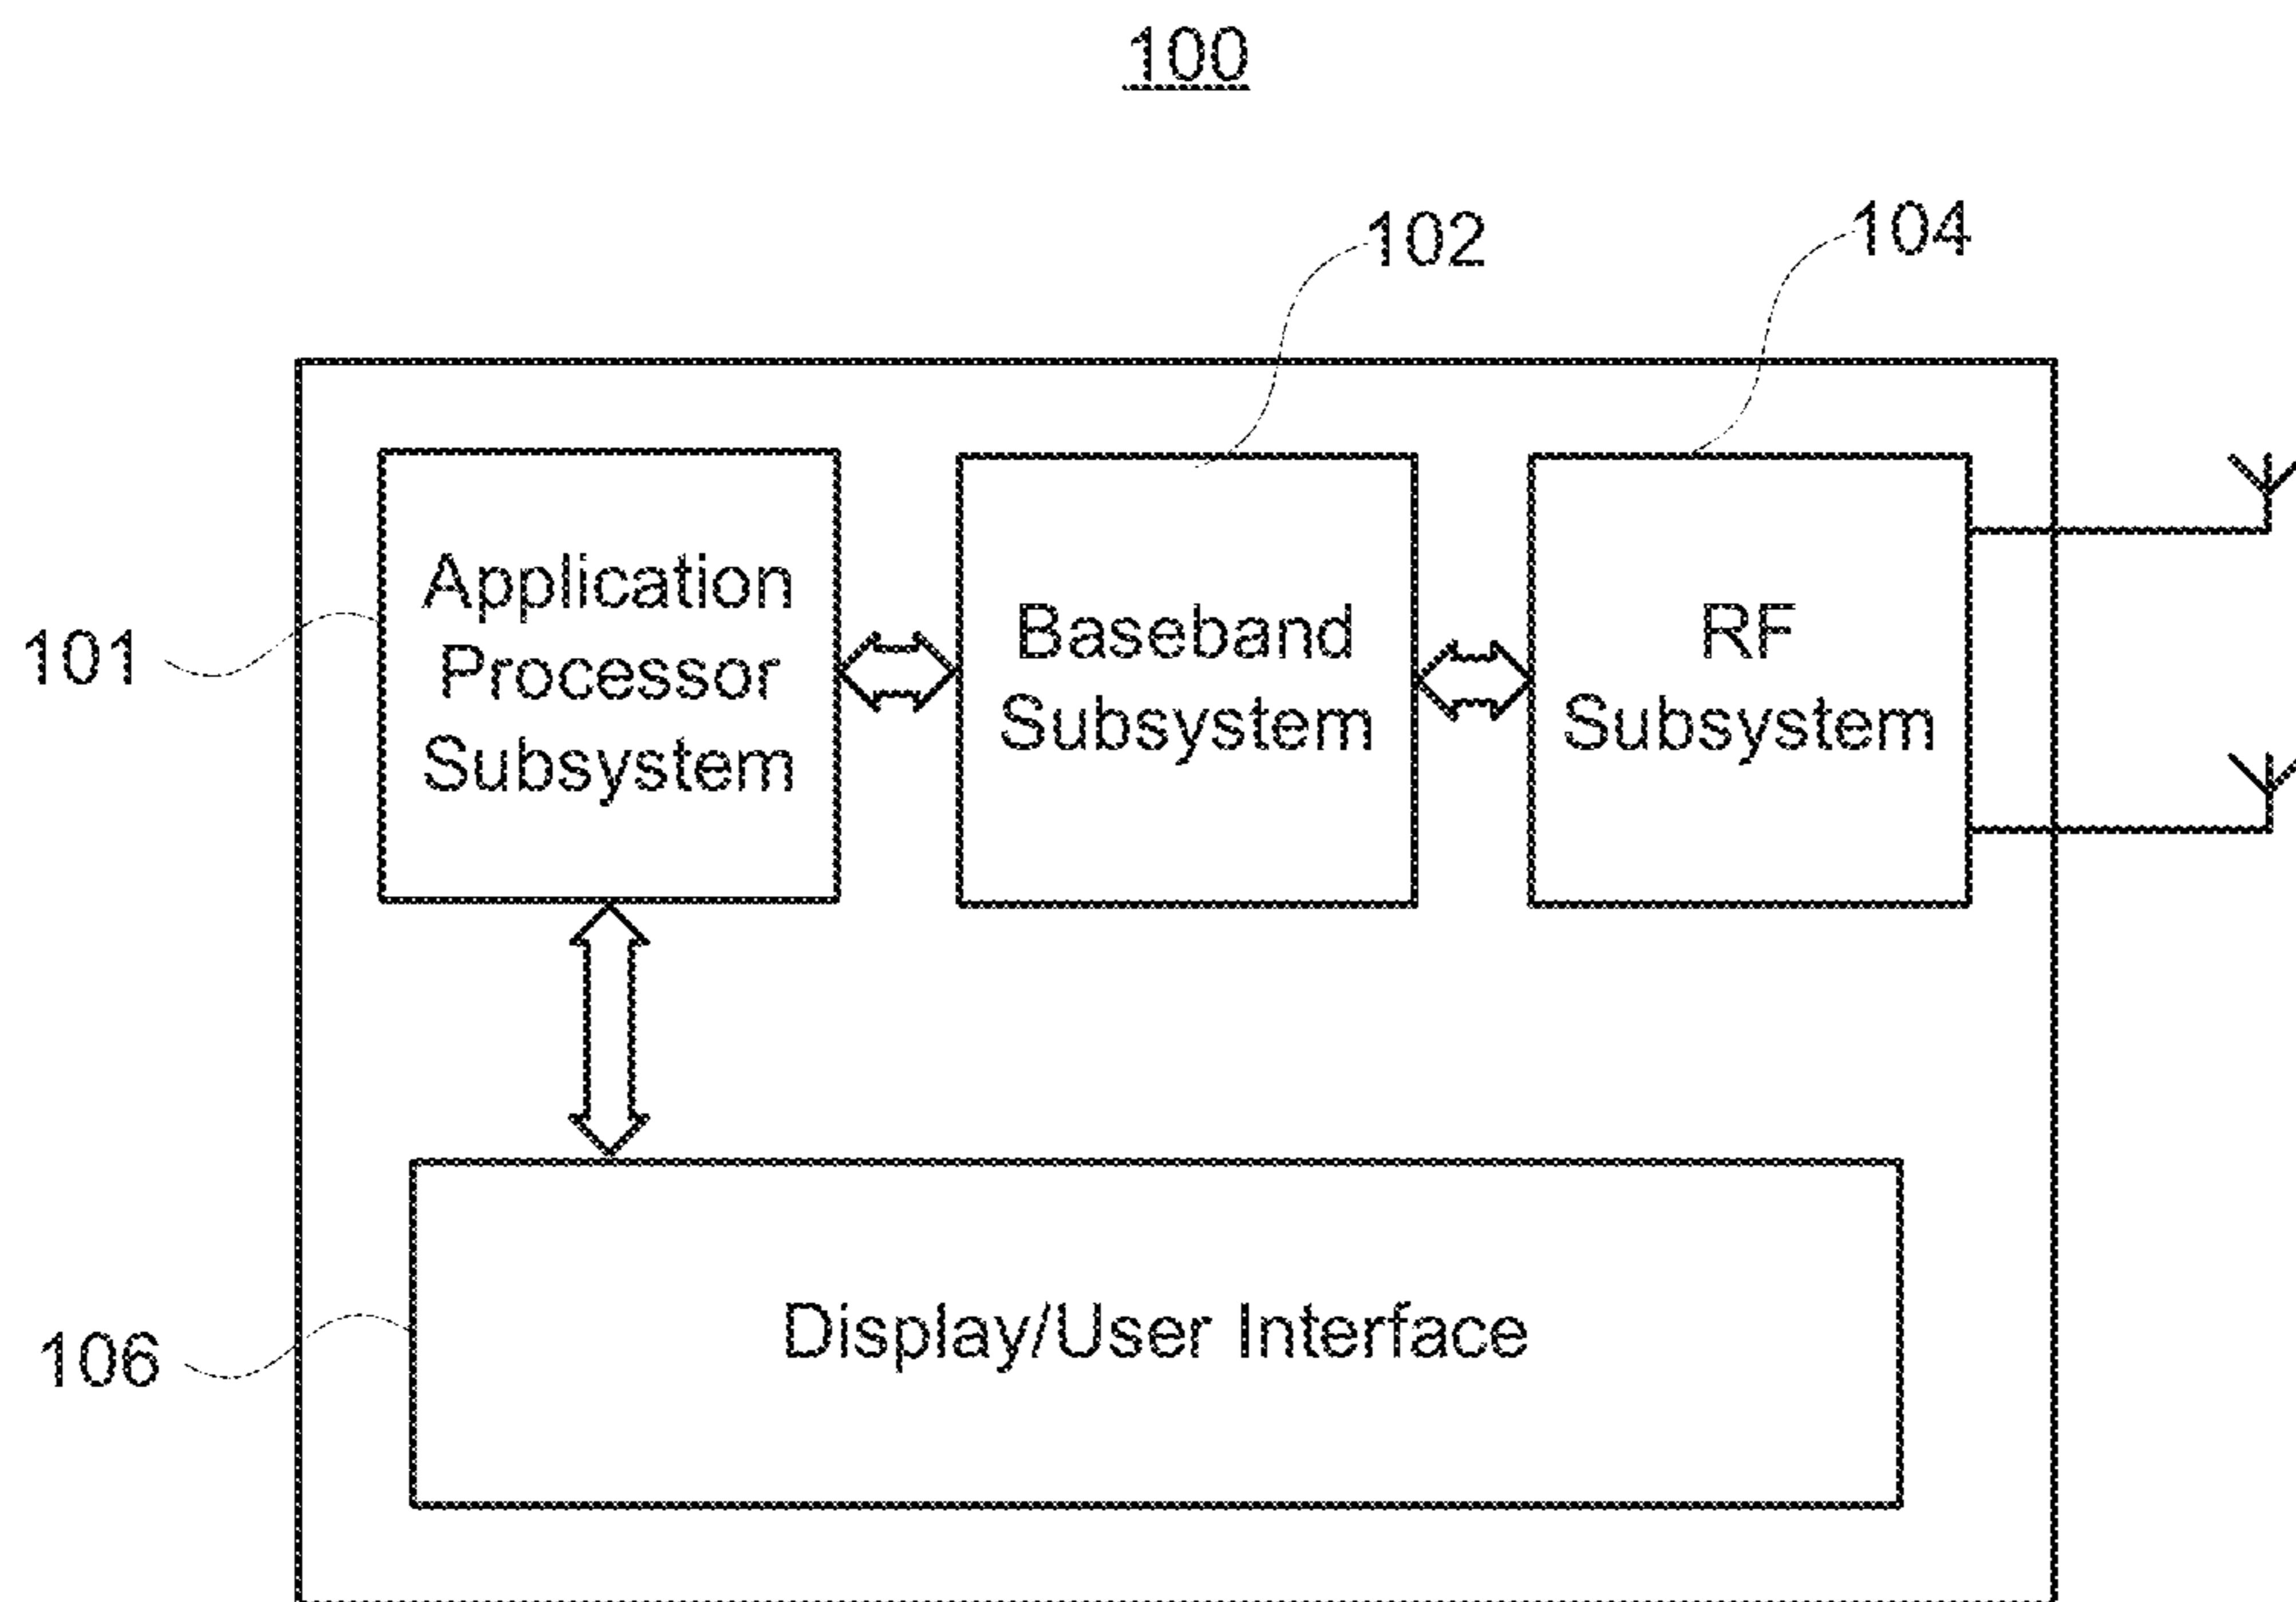 100
102
104
101
Application
Processor
Subsystem
Baseband
Subsystem
RF
Subsystem
106
Display/User Interface